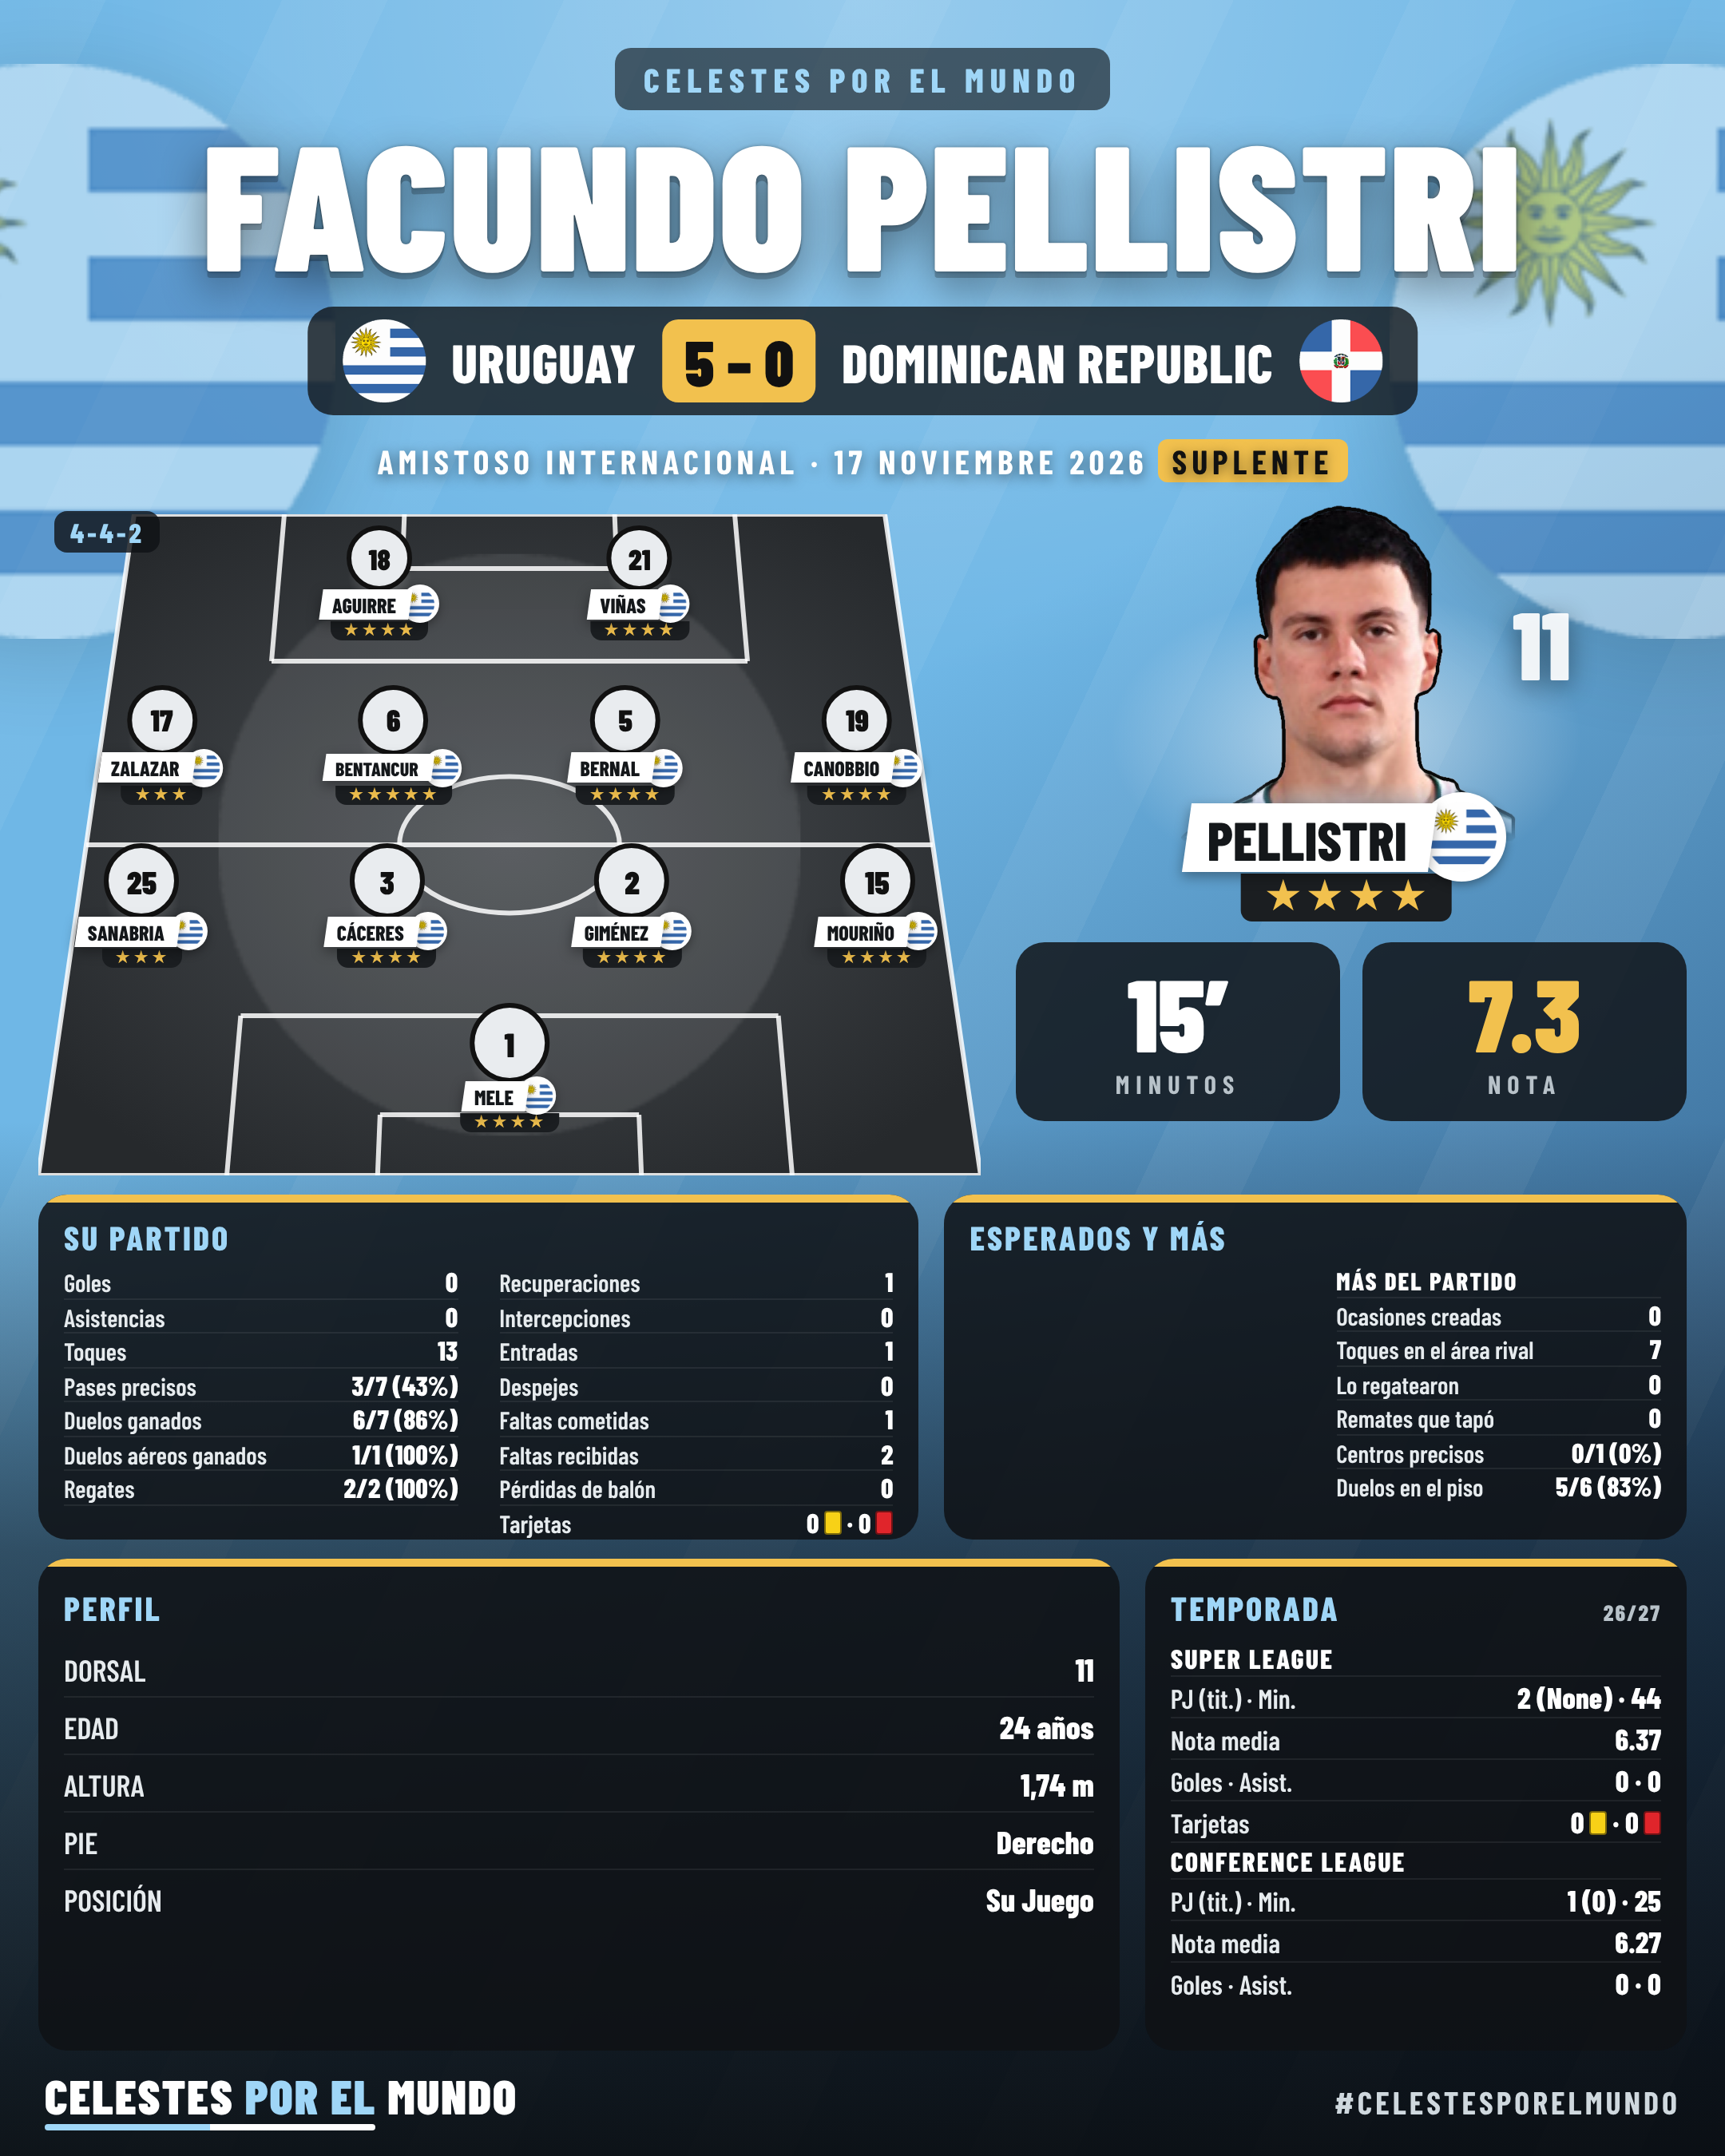 CELESTES POR EL MUNDO
FACUNDO PELLISTRI
URUGUAY 5 – 0 DOMINICAN REPUBLIC
AMISTOSO INTERNACIONAL · 17 NOVIEMBRE 2026 SUPLENTE
4-4-2
18 21
AGUIRRE VIÑAS
★★★★ ★★★★
17 6 5 19
ZALAZAR BENTANCUR BERNAL CANOBBIO
★★★ ★★★★★ ★★★★ ★★★★
25 3 2 15
SANABRIA CÁCERES GIMÉNEZ MOURIÑO
★★★ ★★★★ ★★★★ ★★★★
1
MELE
★★★★
11
PELLISTRI
★★★★
15’ 7.3
MINUTOS NOTA
SU PARTIDO
Goles 0
Asistencias 0
Toques 13
Pases precisos 3/7 (43%)
Duelos ganados 6/7 (86%)
Duelos aéreos ganados 1/1 (100%)
Regates 2/2 (100%)
Recuperaciones 1
Intercepciones 0
Entradas 1
Despejes 0
Faltas cometidas 1
Faltas recibidas 2
Pérdidas de balón 0
Tarjetas 0 · 0
ESPERADOS Y MÁS
MÁS DEL PARTIDO
Ocasiones creadas 0
Toques en el área rival 7
Lo regatearon 0
Remates que tapó 0
Centros precisos 0/1 (0%)
Duelos en el piso 5/6 (83%)
PERFIL
DORSAL 11
EDAD 24 años
ALTURA 1,74 m
PIE Derecho
POSICIÓN Su Juego
TEMPORADA 26/27
SUPER LEAGUE
PJ (tit.) · Min. 2 (None) · 44
Nota media 6.37
Goles · Asist. 0 · 0
Tarjetas 0 · 0
CONFERENCE LEAGUE
PJ (tit.) · Min. 1 (0) · 25
Nota media 6.27
Goles · Asist. 0 · 0
CELESTES POR EL MUNDO
#CELESTESPORELMUNDO